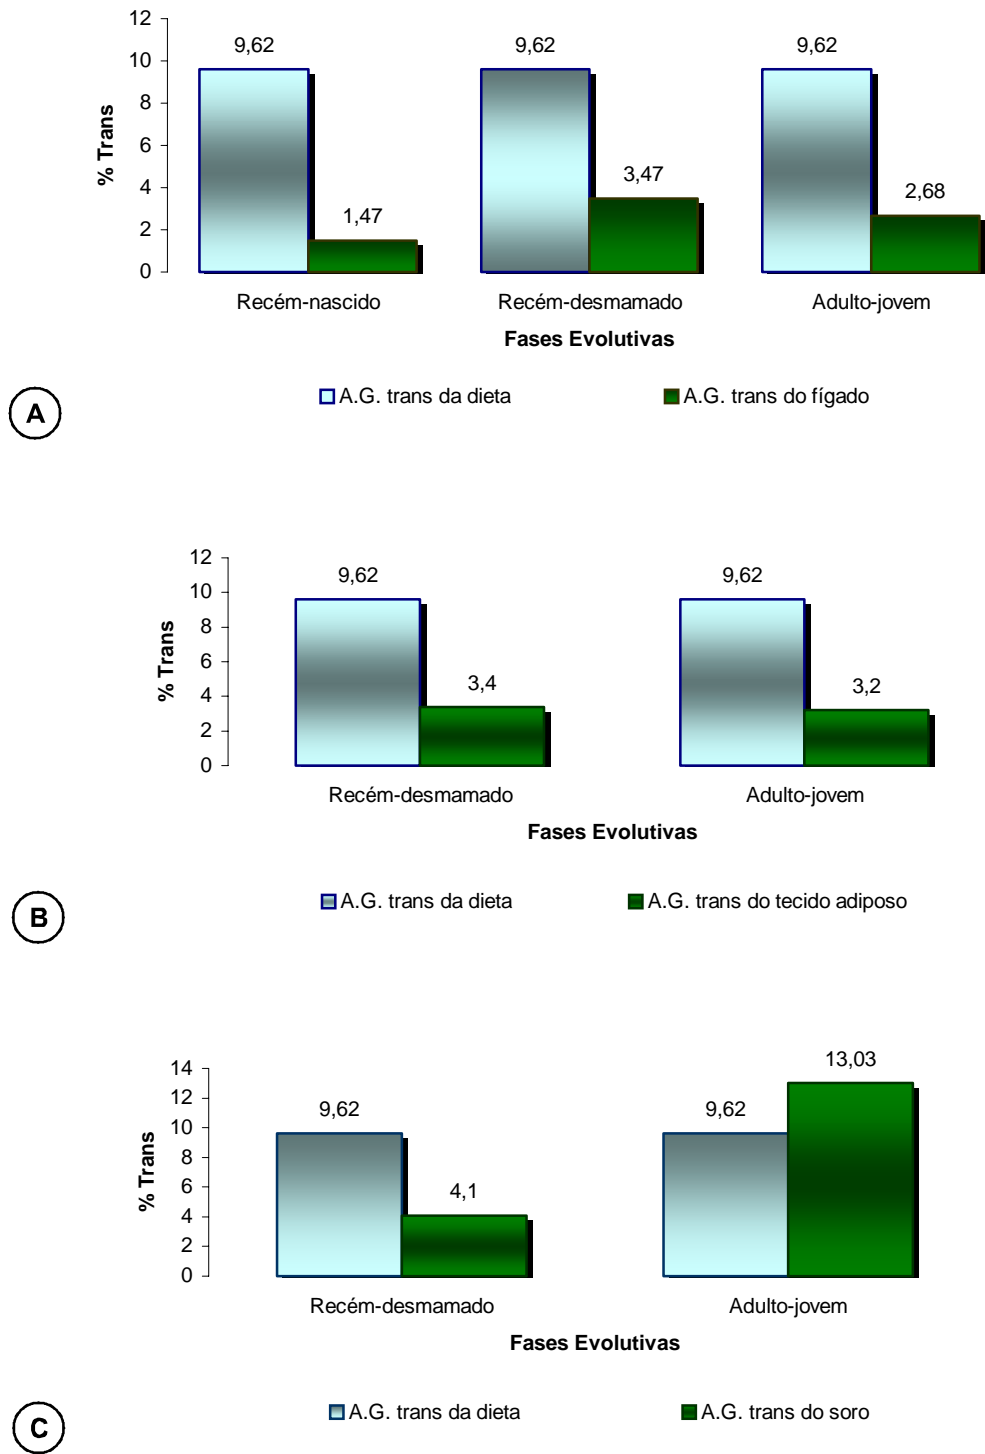 12
10
8
6
4
2
0
% Trans
9,62
1,47
9,62
3,47
9,62
2,68
Recém-nascido
Recém-desmamado
Adulto-jovem
Fases Evolutivas
A.G. trans da dieta
A.G. trans do fígado
A
12
10
8
6
4
2
0
% Trans
9,62
3,4
9,62
3,2
Recém-desmamado
Adulto-jovem
Fases Evolutivas
A.G. trans da dieta
A.G. trans do tecido adiposo
B
14
12
10
8
6
4
2
0
% Trans
9,62
4,1
9,62
13,03
Recém-desmamado
Adulto-jovem
Fases Evolutivas
A.G. trans da dieta
A.G. trans do soro
C